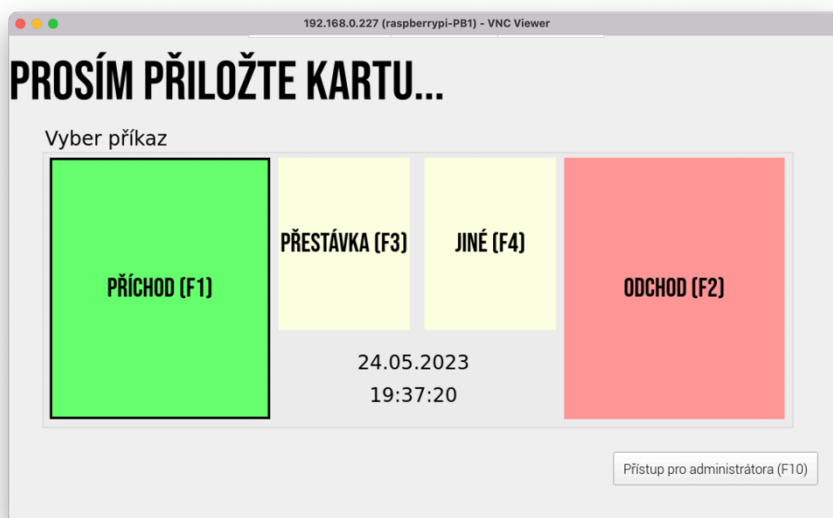 192.168.0.227 (raspberrypi-PB1) - VNC Viewer
PROSÍM PŘILOŽTE KARTU...
Vyber příkaz
PŘÍCHOD (F1)
PŘESTÁVKA (F3)
JINÉ (F4)
ODCHOD (F2)
24.05.2023
19:37:20
Přístup pro administrátora (F10)